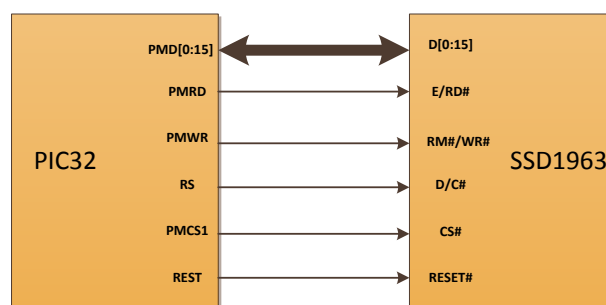 PMD[0:15] D[0:15]
PMRD E/RD#
PMWR RM#/WR#
PIC32 SSD1963
RS D/C#
PMCS1 CS#
REST RESET#